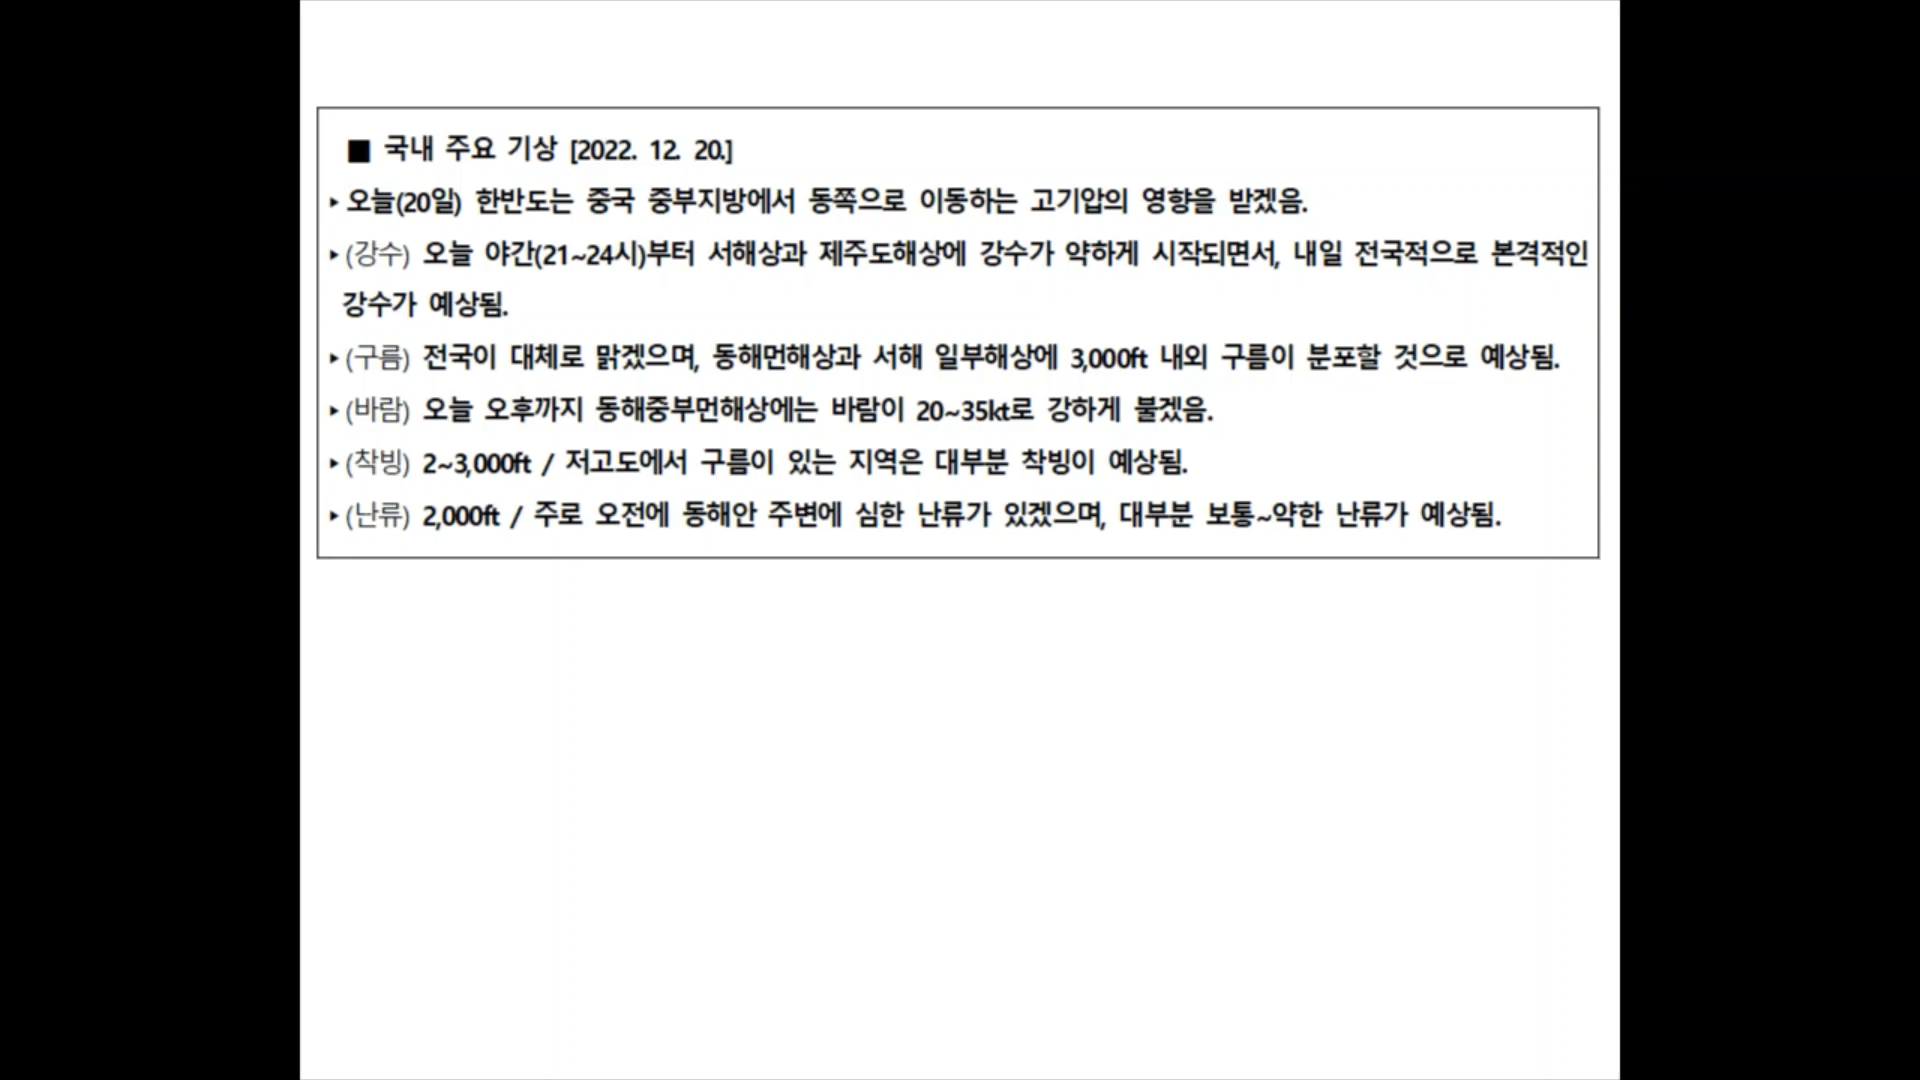 ■ 국내 주요 기상 [2022. 12. 20.]
▸오늘(20일) 한반도는 중국 중부지방에서 동쪽으로 이동하는 고기압의 영향을 받겠음.
▸(강수) 오늘 야간(21~24시)부터 서해상과 제주도해상에 강수가 약하게 시작되면서, 내일 전국적으로 본격적인
강수가 예상됨.
▸(구름) 전국이 대체로 맑겠으며, 동해먼해상과 서해 일부해상에 3,000ft 내외 구름이 분포할 것으로 예상됨.
▸(바람) 오늘 오후까지 동해중부먼해상에는 바람이 20~35kt로 강하게 불겠음.
▸(착빙) 2~3,000ft / 저고도에서 구름이 있는 지역은 대부분 착빙이 예상됨.
▸(난류) 2,000ft / 주로 오전에 동해안 주변에 심한 난류가 있겠으며, 대부분 보통~약한 난류가 예상됨.